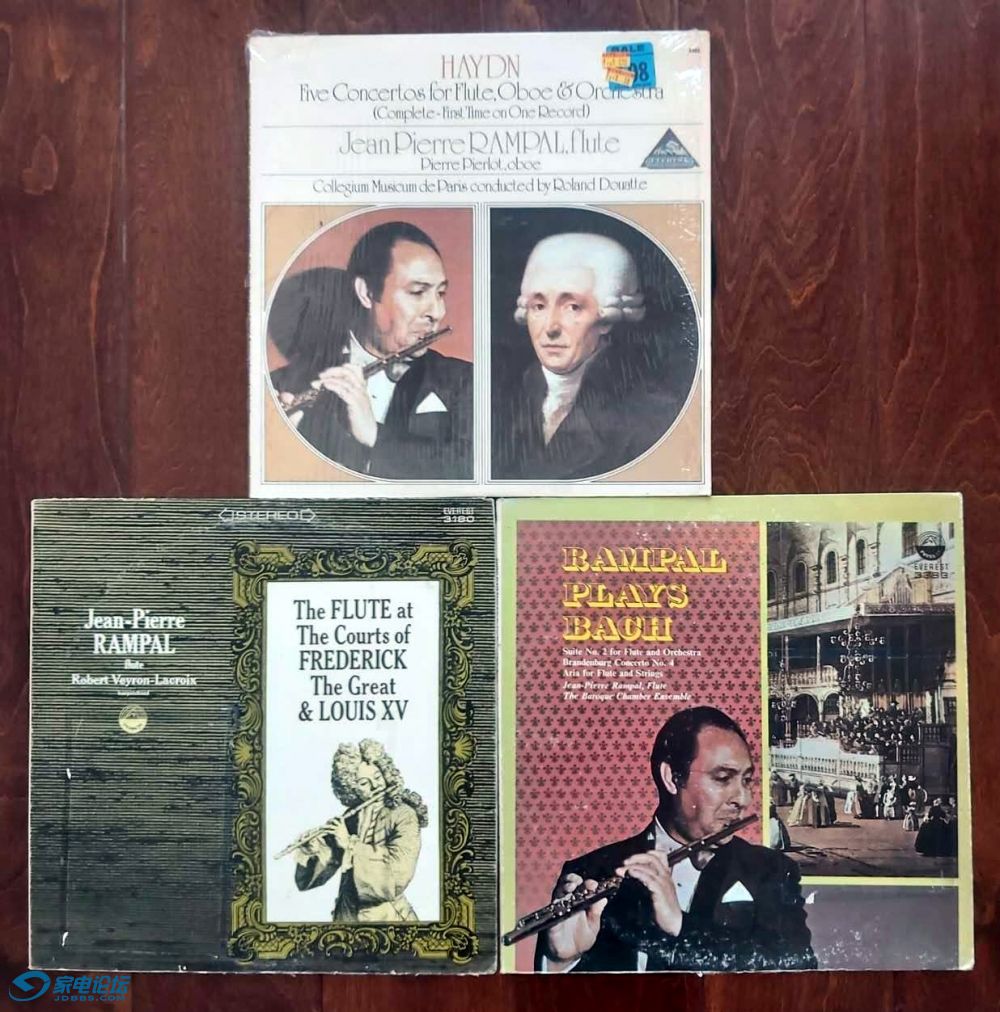 SALE
98
HAYDN
Five Concertos for Flute, Oboe & Orchestra
(Complete-First Time on One Record)
Jean Pierre RAMPAL, flute
Pierre Pierlot, oboe
EVEREST
Collegium Musicum de Paris conducted by Roland Douatte
STEREO
EVEREST
3180
Jean-Pierre
RAMPAL
flute
Robert Veyron-Lacroix
harpsichord
The FLUTE at
The Courts of
FREDERICK
The Great
& LOUIS XV
RAMPAL
PLAYS
BACH
Suite No. 2 for Flute and Orchestra
Brandenburg Concerto No. 4
Aria for Flute and Strings
Jean-Pierre Rampal, Flute
The Baroque Chamber Ensemble
EVEREST
3393
家电论坛
JDBBS.COM